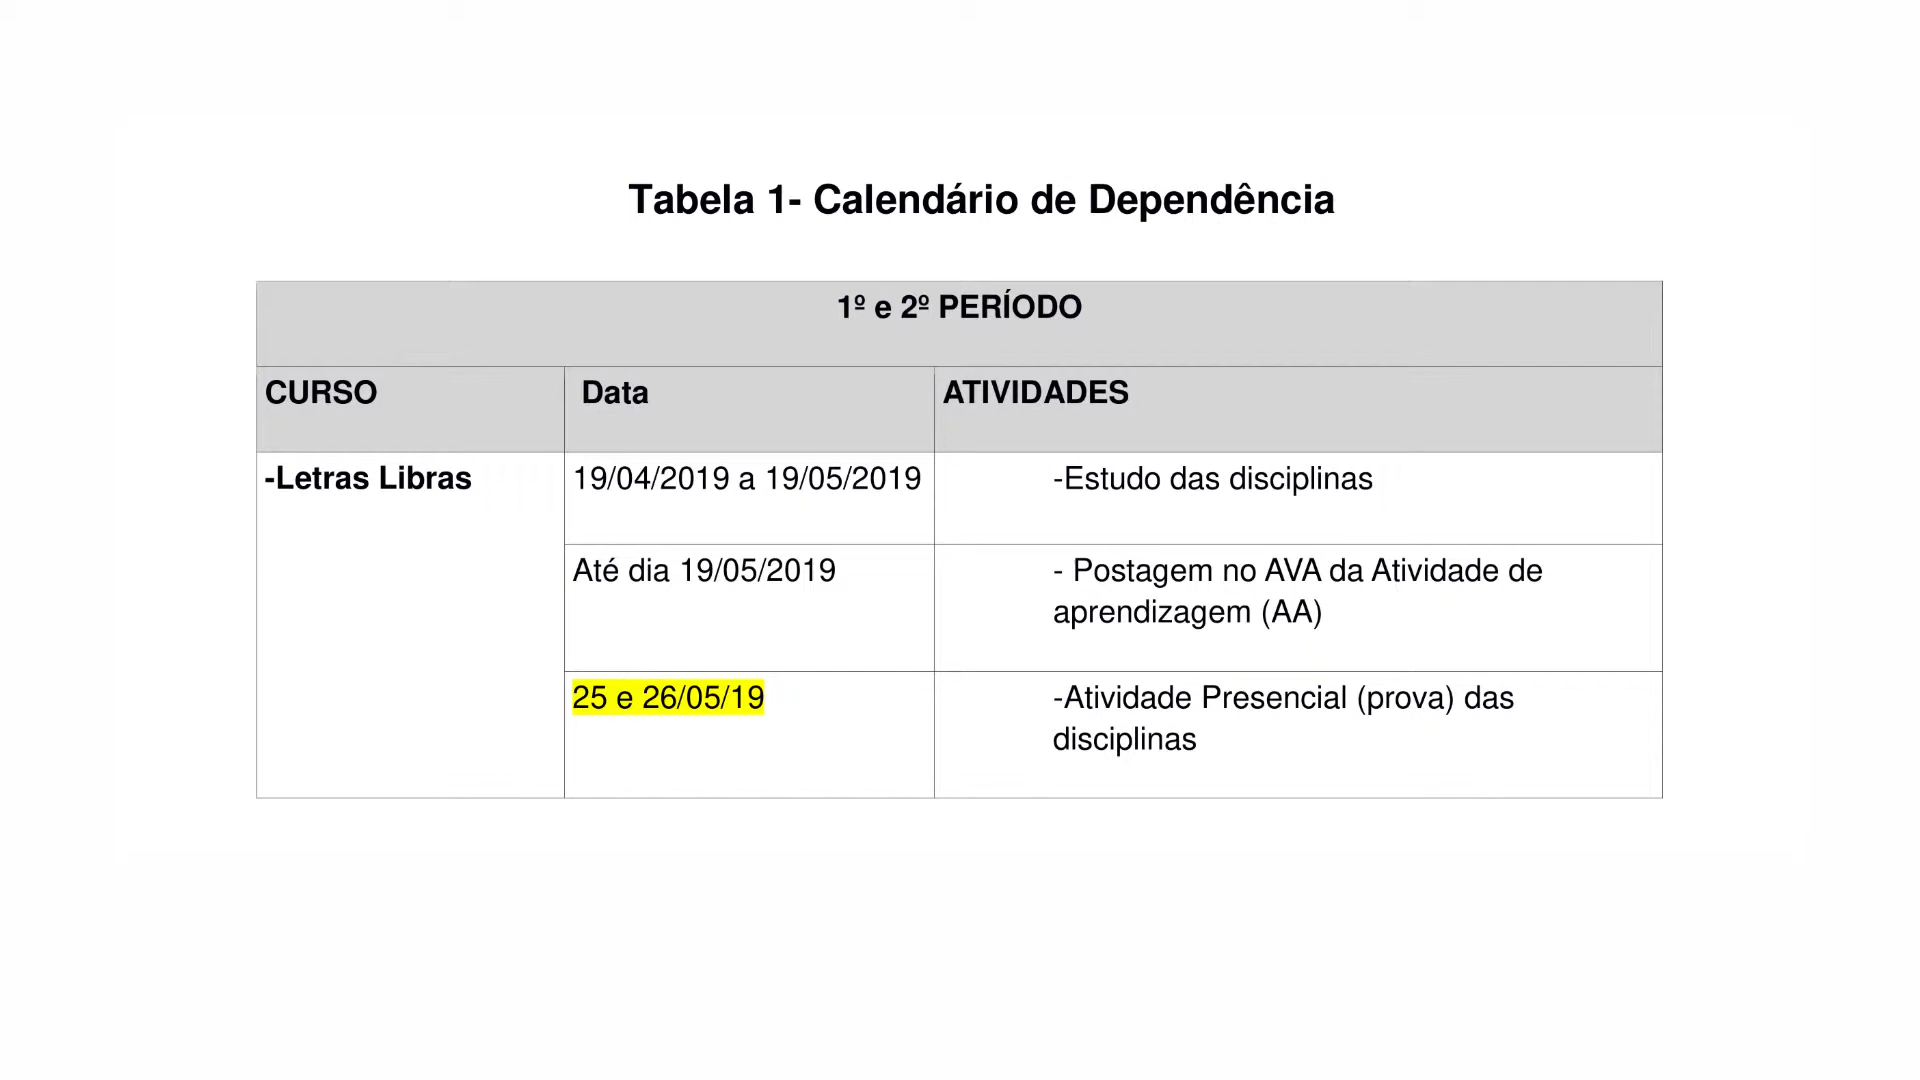 Tabela 1- Calendário de Dependência
1º e 2º PERÍODO
CURSO
Data
ATIVIDADES
-Letras Libras
19/04/2019 a 19/05/2019
-Estudo das disciplinas
Até dia 19/05/2019
- Postagem no AVA da Atividade de
aprendizagem (AA)
25 e 26/05/19
-Atividade Presencial (prova) das
disciplinas